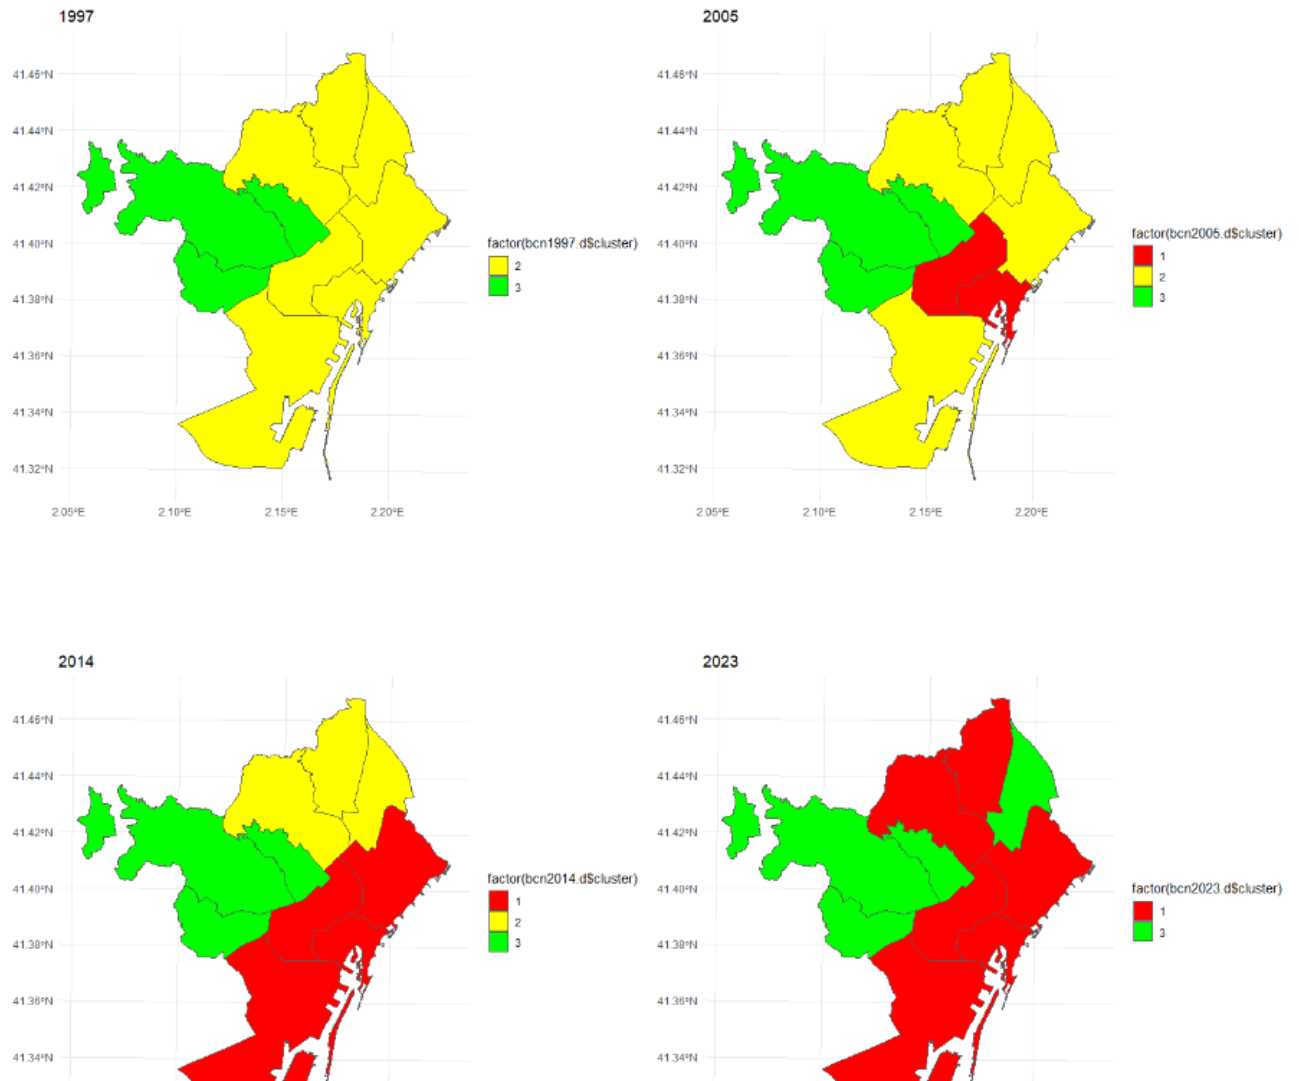 1997
41.46°N
41.44°N
41.42°N
41.40°N
41.38°N
41.36°N
41.34°N
41.32°N
2.05°E 2.10°E 2.15°E 2.20°E
factor(bcn1997.d$cluster)
2
3
2005
41.46°N
41.44°N
41.42°N
41.40°N
41.38°N
41.36°N
41.34°N
41.32°N
2.05°E 2.10°E 2.15°E 2.20°E
factor(bcn2005.d$cluster)
1
2
3
2014
41.46°N
41.44°N
41.42°N
41.40°N
41.38°N
41.36°N
41.34°N
factor(bcn2014.d$cluster)
1
2
3
2023
41.46°N
41.44°N
41.42°N
41.40°N
41.38°N
41.36°N
41.34°N
factor(bcn2023.d$cluster)
1
3